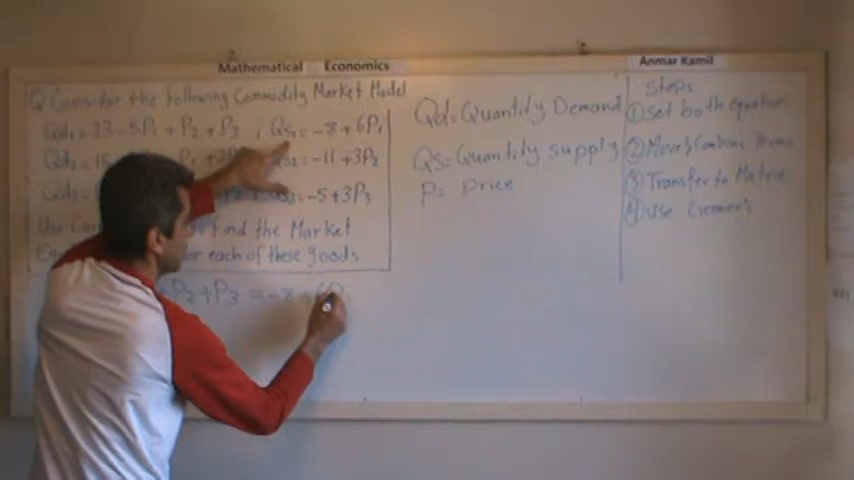 Mathematical Economics
Anmar Kamil
Q Consider the following Commodity Market Model
Qd1 = 23 - 5P1 + P2 + P3 , Qs1 = -8 + 6P1
Qd2 = 15 P1 + 2P = -11 + 3P2
= -5 + 3P3
Use find the Market
for each of these goods
P2 + P3 = -8 + 6P
Qd = Quantity Demand
Qs = Quantity supply
P = Price
steps
① Set both equation
② Move & Combine Terms
③ Transfer to Matrix
④ Use